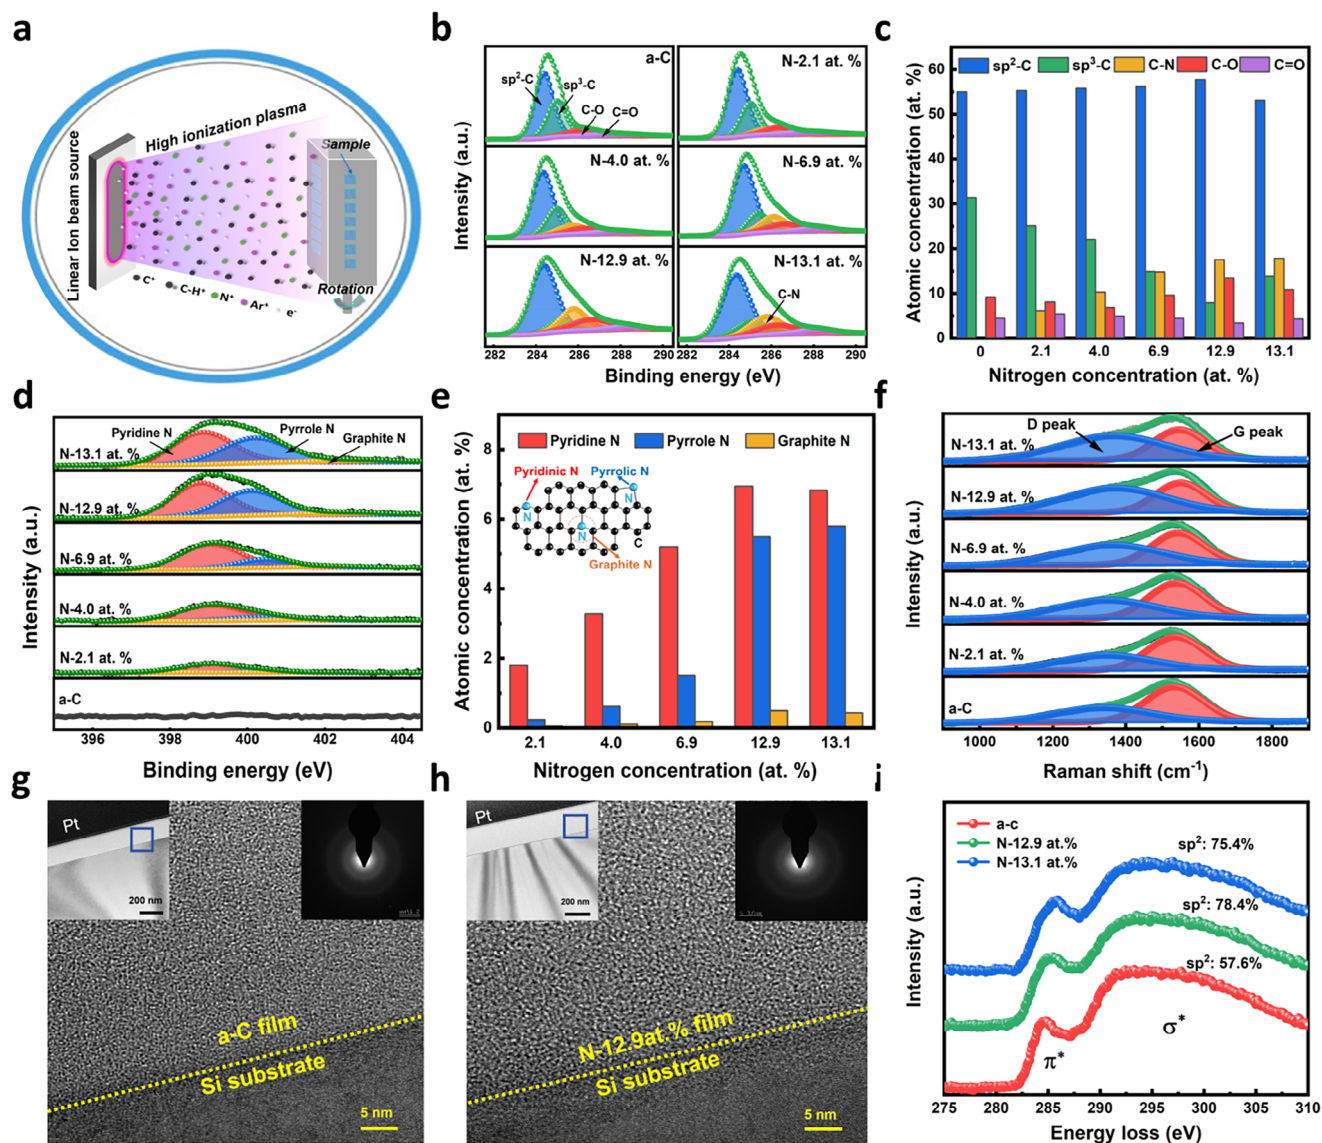 a
Linear Ion beam source
High ionization plasma
Sample
Rotation
C⁺
C-H⁺
N⁺
Ar⁺
e⁻
b
Intensity (a.u.)
a-C
sp²-C
sp³-C
C-O
C=O
N-2.1 at. %
N-4.0 at. %
N-6.9 at. %
N-12.9 at. %
N-13.1 at. %
C-N
282 284 286 288 290 282 284 286 288 290
Binding energy (eV)
c
Atomic concentration (at. %)
sp²-C sp³-C C-N C-O C=O
60
50
40
30
20
10
0
0 2.1 4.0 6.9 12.9 13.1
Nitrogen concentration (at. %)
d
Intensity (a.u.)
Pyridine N
Pyrrole N
Graphite N
N-13.1 at. %
N-12.9 at. %
N-6.9 at. %
N-4.0 at. %
N-2.1 at. %
a-C
396 398 400 402 404
Binding energy (eV)
e
Atomic concentration (at. %)
8
6
4
2
0
Pyridine N Pyrrole N Graphite N
Pyridinic N
Pyrrolic N
N
N
N
C
Graphite N
2.1 4.0 6.9 12.9 13.1
Nitrogen concentration (at. %)
f
Intensity (a.u.)
D peak
G peak
N-13.1 at. %
N-12.9 at. %
N-6.9 at. %
N-4.0 at. %
N-2.1 at. %
a-C
1000 1200 1400 1600 1800
Raman shift (cm⁻¹)
g
Pt
200 nm
a-C film
Si substrate
5 nm
h
Pt
200 nm
N-12.9at.% film
Si substrate
5 nm
i
Intensity (a.u.)
a-c
N-12.9 at.%
N-13.1 at.%
sp²: 75.4%
sp²: 78.4%
sp²: 57.6%
π*
σ*
275 280 285 290 295 300 305 310
Energy loss (eV)